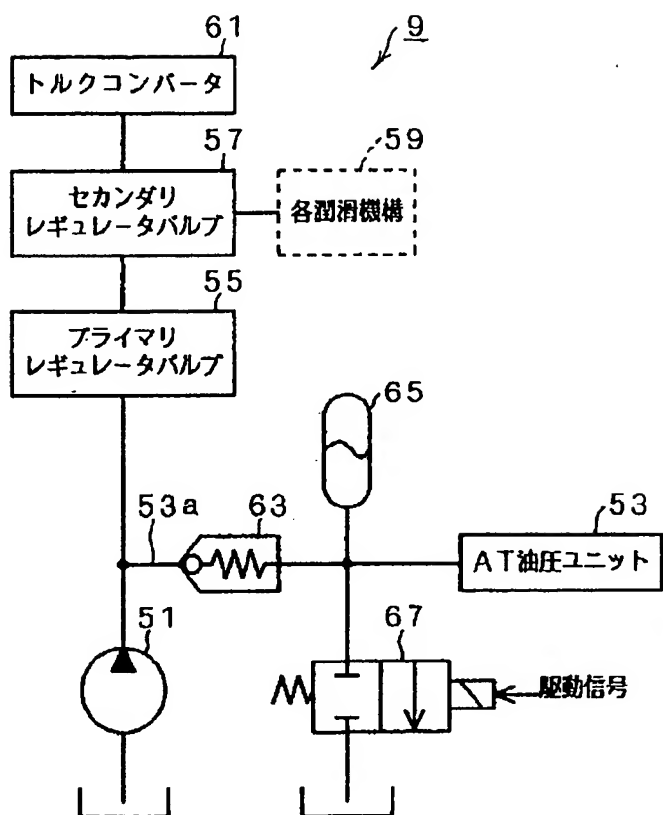 61
9
トルクコンバータ
57
59
セカンダリ
レギュレータバルブ
各潤滑機構
55
プライマリ
レギュレータバルブ
65
53a
63
53
AT油圧ユニット
51
67
駆動信号